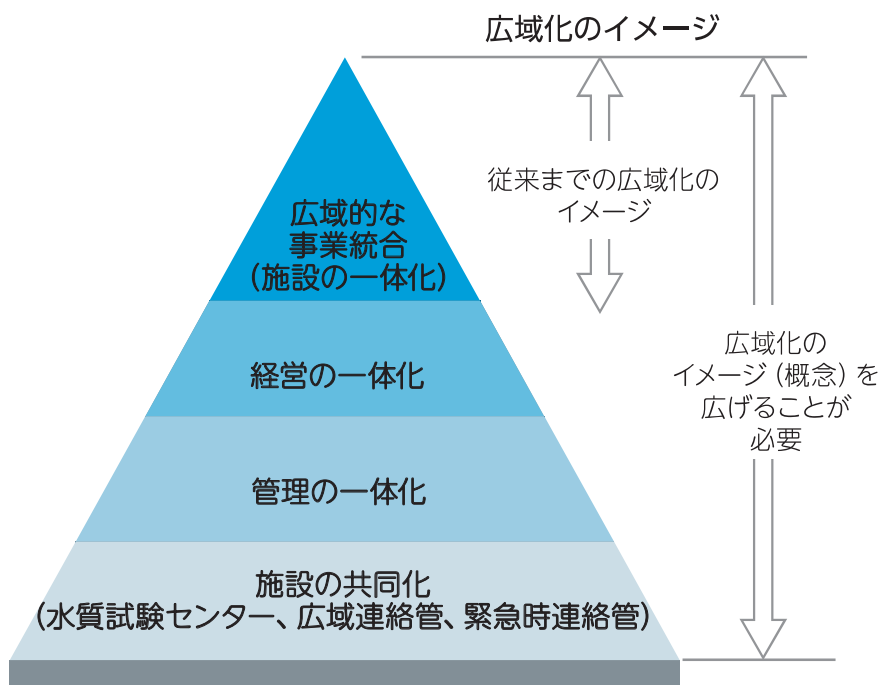 広域化のイメージ
従来までの広域化の
イメージ
広域的な
事業統合
(施設の一体化)
経営の一体化
管理の一体化
施設の共同化
(水質試験センター、広域連絡管、緊急時連絡管)
広域化の
イメージ(概念)を
広げることが
必要